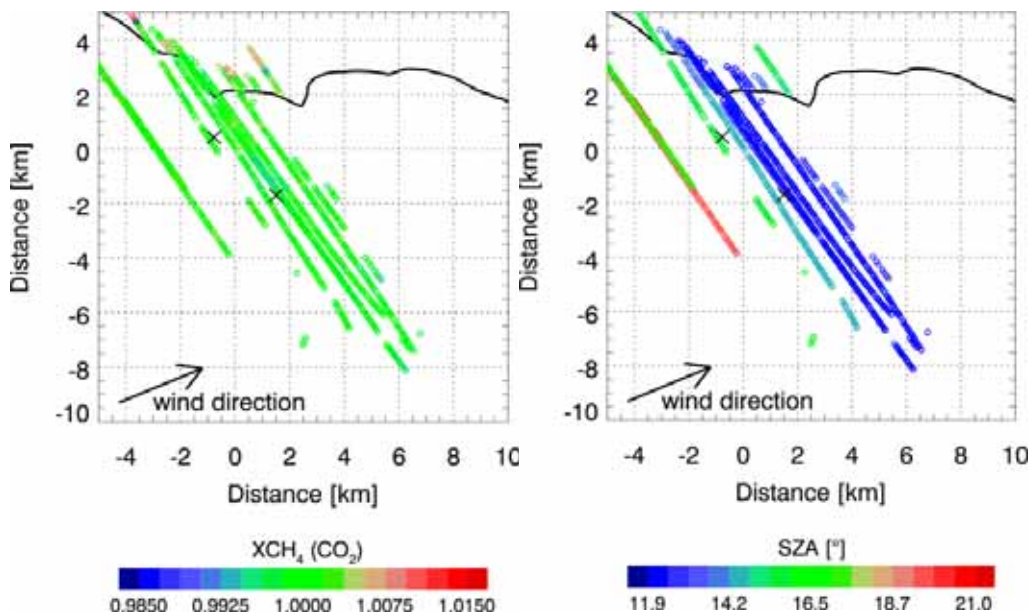 4
2
0
-2
-4
-6
-8
-10
Distance [km]
wind direction
-4 -2 0 2 4 6 8 10
Distance [km]
XCH₄ (CO₂)
0.9850 0.9925 1.0000 1.0075 1.0150
4
2
0
-2
-4
-6
-8
-10
Distance [km]
wind direction
-4 -2 0 2 4 6 8 10
Distance [km]
SZA [°]
11.9 14.2 16.5 18.7 21.0